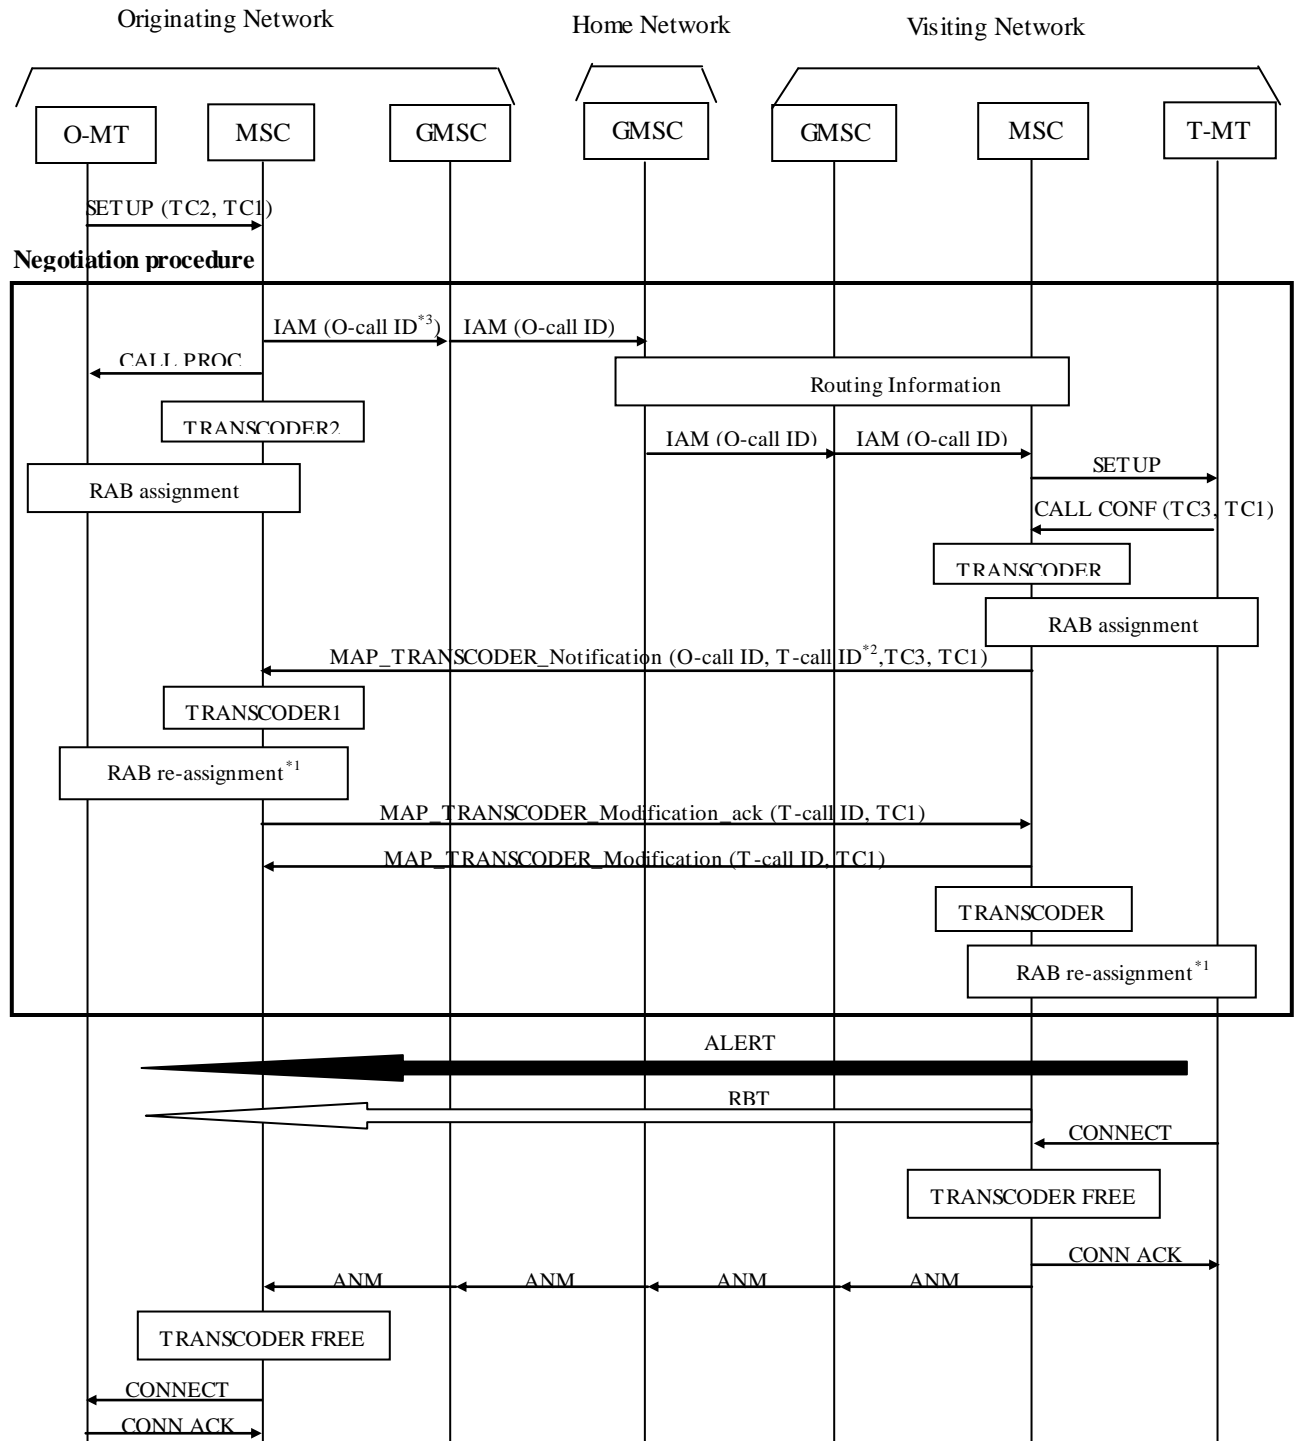 Originating Network
Home Network
Visiting Network
O-MT
MSC
GMSC
GMSC
GMSC
MSC
T-MT
SETUP (TC2, TC1)
Negotiation procedure
IAM (O-call ID*3)
IAM (O-call ID)
CALL PROC
Routing Information
TRANSCODER2
IAM (O-call ID)
IAM (O-call ID)
SETUP
RAB assignment
CALL CONF (TC3, TC1)
TRANSCODER
RAB assignment
MAP_TRANSCODER_Notification (O-call ID, T-call ID*2,TC3, TC1)
TRANSCODER1
RAB re-assignment*1
MAP_TRANSCODER_Modification_ack (T-call ID, TC1)
MAP_TRANSCODER_Modification (T-call ID, TC1)
TRANSCODER
RAB re-assignment*1
ALERT
RBT
CONNECT
TRANSCODER FREE
CONN ACK
ANM
ANM
ANM
ANM
TRANSCODER FREE
CONNECT
CONN ACK